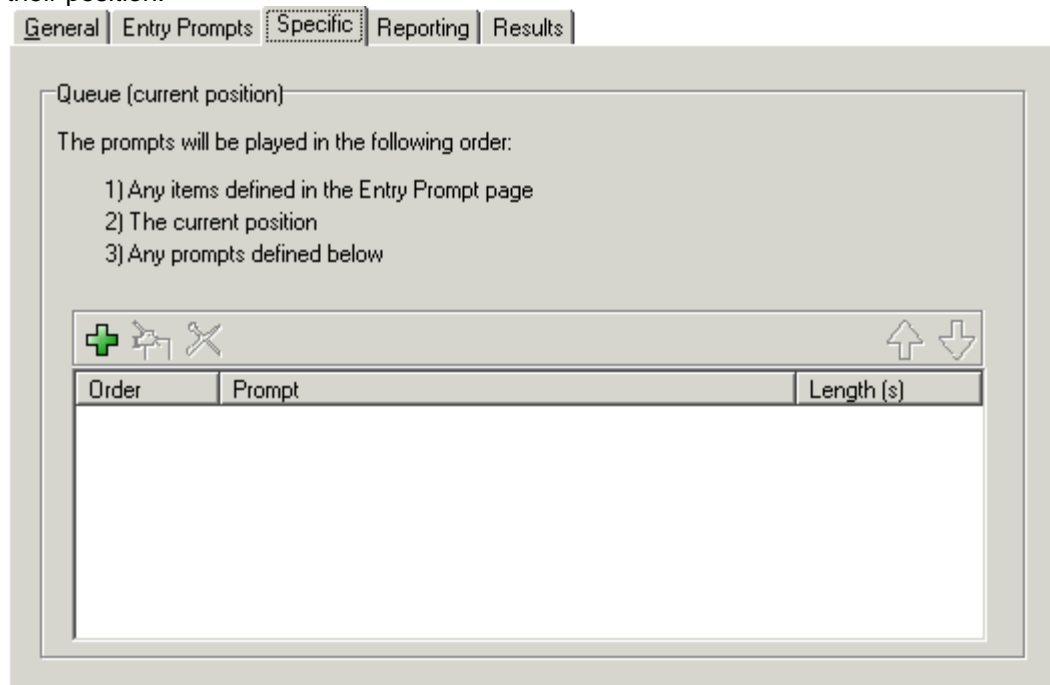 their position.
General Entry Prompts Specific Reporting Results
Queue (current position)
The prompts will be played in the following order:
1) Any items defined in the Entry Prompt page
2) The current position
3) Any prompts defined below
Order Prompt Length (s)